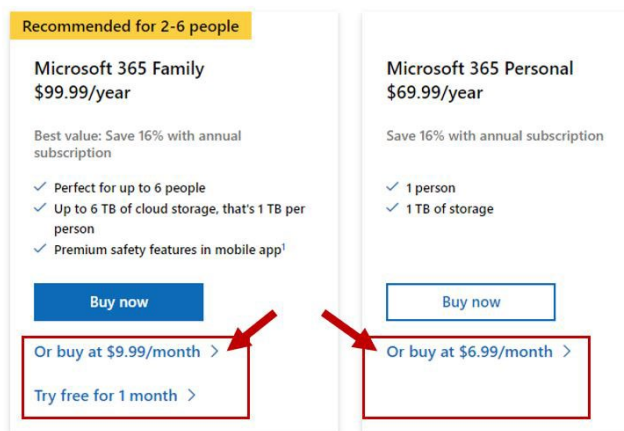 Recommended for 2-6 people
Microsoft 365 Family
$99.99/year
Best value: Save 16% with annual
subscription
Perfect for up to 6 people
Up to 6 TB of cloud storage, that's 1 TB per
person
Premium safety features in mobile app¹
Buy now
Or buy at $9.99/month >
Try free for 1 month >
Microsoft 365 Personal
$69.99/year
Save 16% with annual subscription
1 person
1 TB of storage
Buy now
Or buy at $6.99/month >